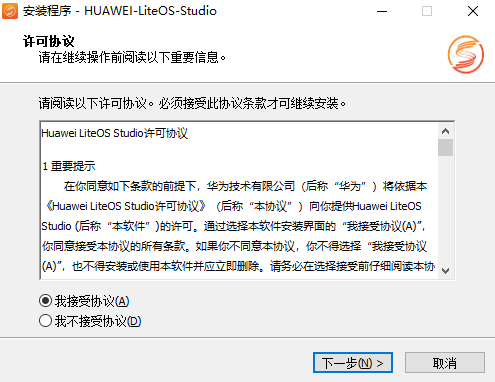 安装程序 - HUAWEI-LiteOS-Studio
许可协议
请在继续操作前阅读以下重要信息。
请阅读以下许可协议。必须接受此协议条款才可继续安装。
Huawei LiteOS Studio许可协议
1 重要提示
在你同意如下条款的前提下，华为技术有限公司（后称“华为”）将依据本
《Huawei LiteOS Studio许可协议》（后称“本协议”）向你提供Huawei LiteOS
Studio (后称“本软件”)的许可。通过选择本软件安装界面的“我接受协议(A)”，
你同意接受本协议的所有条款。如果你不同意本协议，你不得选择“我接受协议
(A)”，也不得安装或使用本软件并应立即删除。请务必在选择接受前仔细阅读本协
我接受协议(A)
我不接受协议(D)
下一步(N) >
取消